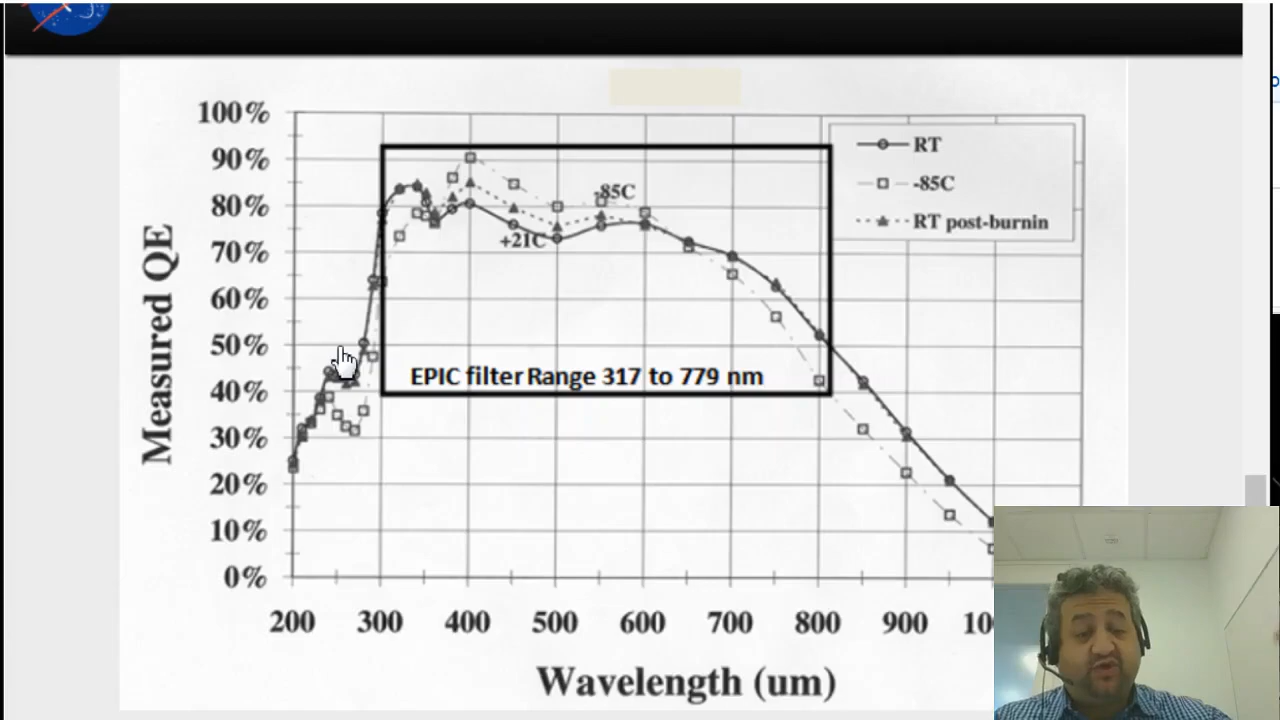 100%
90%
80%
70%
60%
50%
40%
30%
20%
10%
0%
Measured QE
RT
-85C
RT post-burnin
-85C
+21C
EPIC filter Range 317 to 779 nm
200 300 400 500 600 700 800 900 10
Wavelength (um)